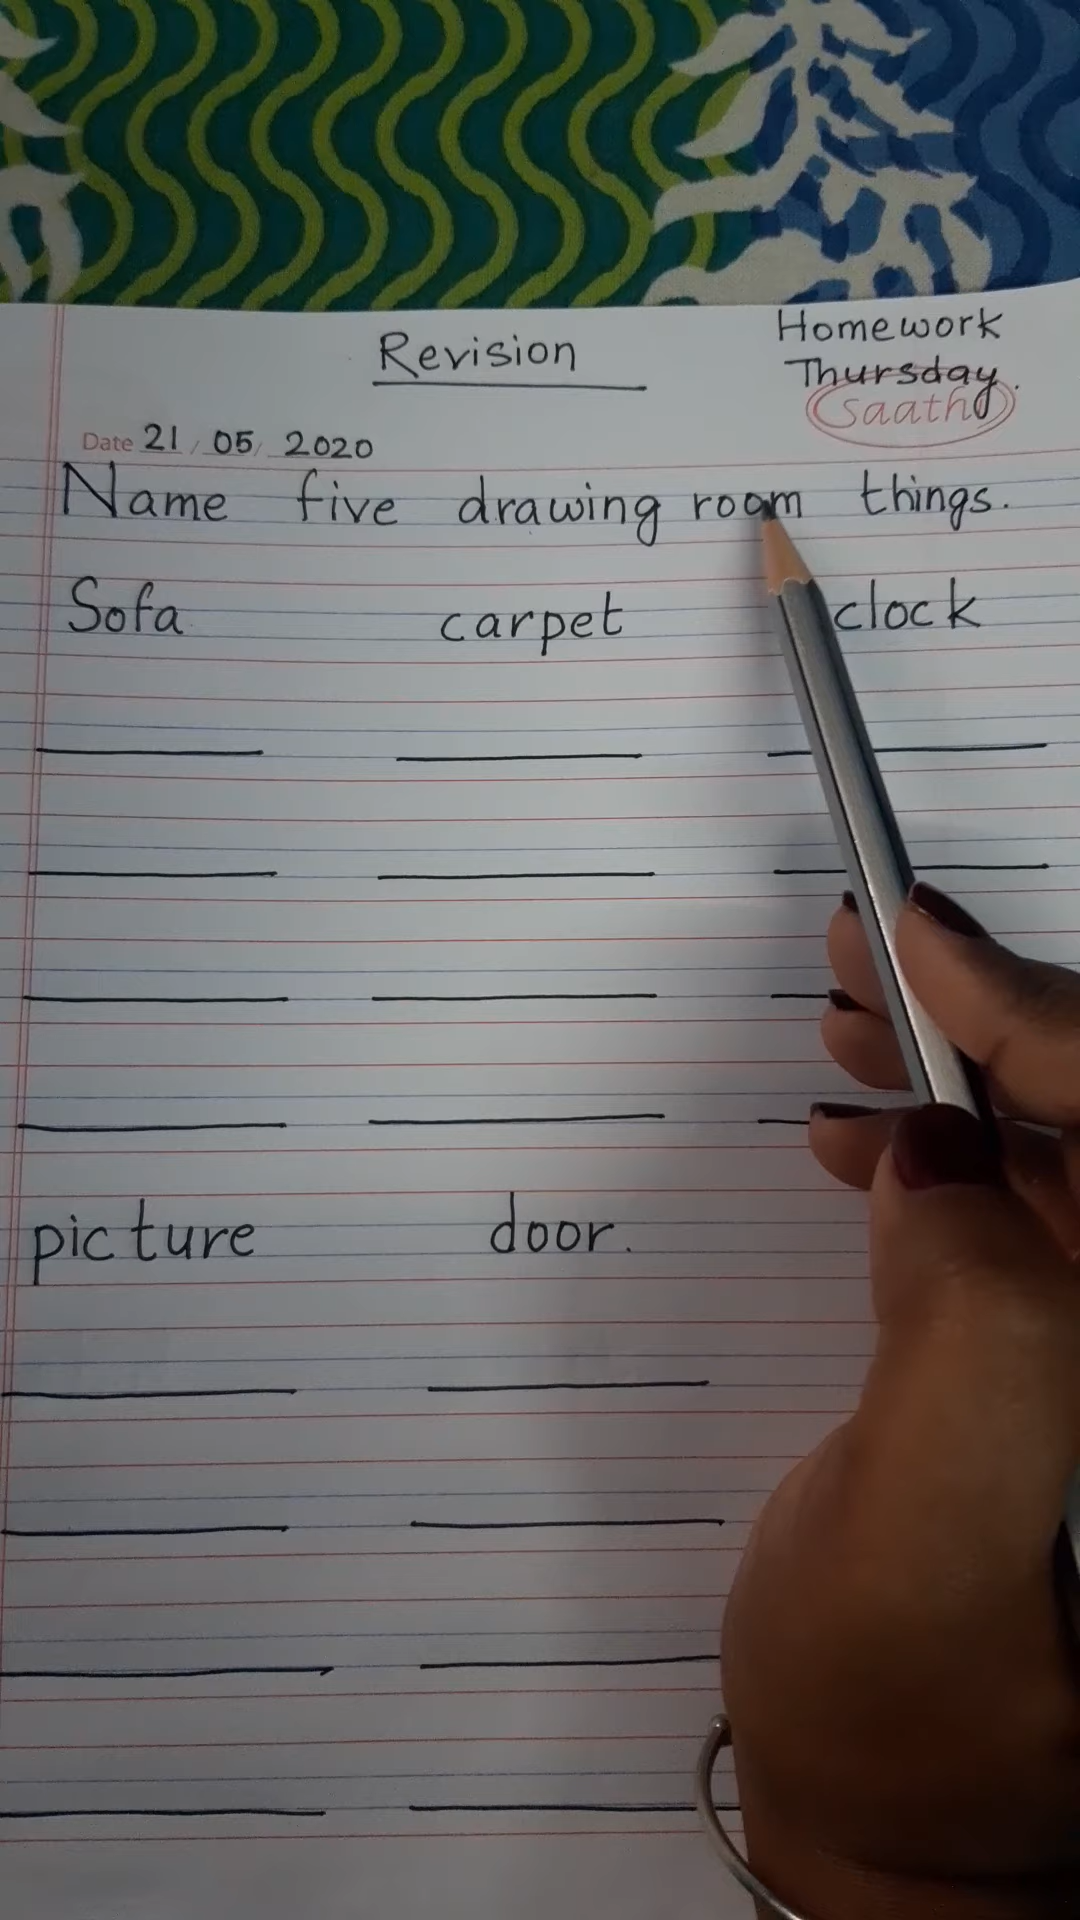 Revision
Homework
Thursday.
saath
Date 21/05/2020
Name five drawing room things.
Sofa carpet clock
picture door.